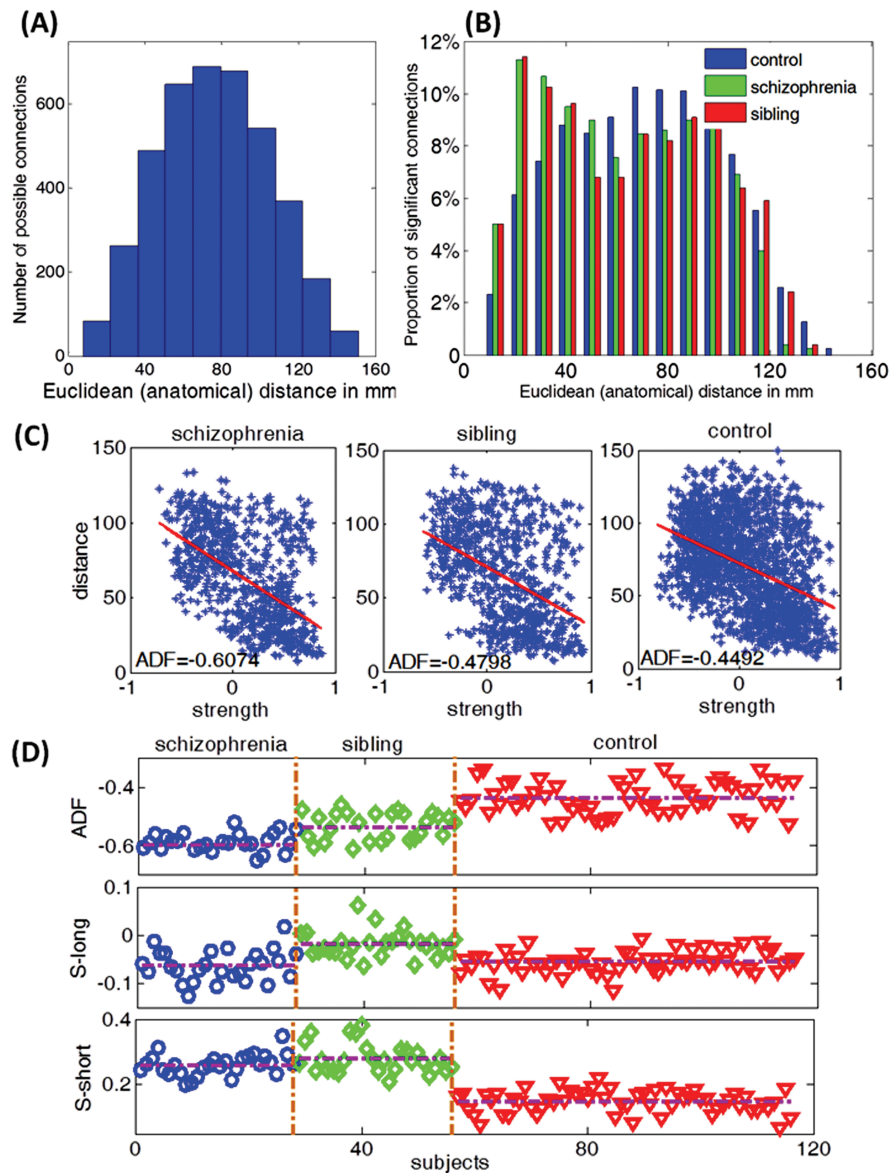 (A)
Number of possible connections
600
400
200
0
0 40 80 120 160
Euclidean (anatomical) distance in mm
(B)
Proportion of significant connections
12%
10%
8%
6%
4%
2%
0
control
schizophrenia
sibling
0 40 80 120 160
Euclidean (anatomical) distance in mm
(C)
schizophrenia
distance
150
100
50
0
ADF=-0.6074
-1 0 1
strength
sibling
150
100
50
0
ADF=-0.4798
-1 0 1
strength
control
150
100
50
0
ADF=-0.4492
-1 0 1
strength
(D)
schizophrenia sibling control
ADF
-0.4
-0.6
S-long
0.1
0
-0.1
S-short
0.4
0.2
0 40 80 120
subjects